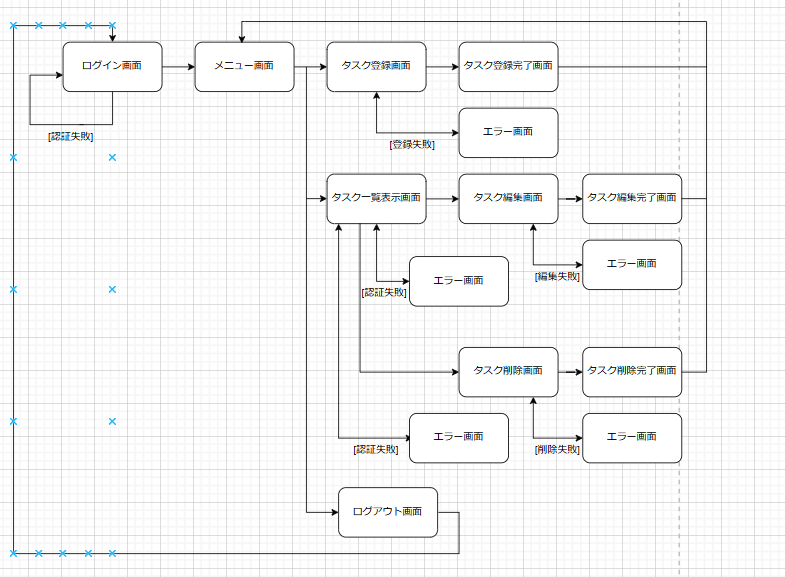 ログイン画面
メニュー画面
タスク登録画面
タスク登録完了画面
[認証失敗]
エラー画面
[登録失敗]
タスク一覧表示画面
タスク編集画面
タスク編集完了画面
エラー画面
[編集失敗]
エラー画面
[認証失敗]
タスク削除画面
タスク削除完了画面
エラー画面
エラー画面
[認証失敗]
[削除失敗]
ログアウト画面